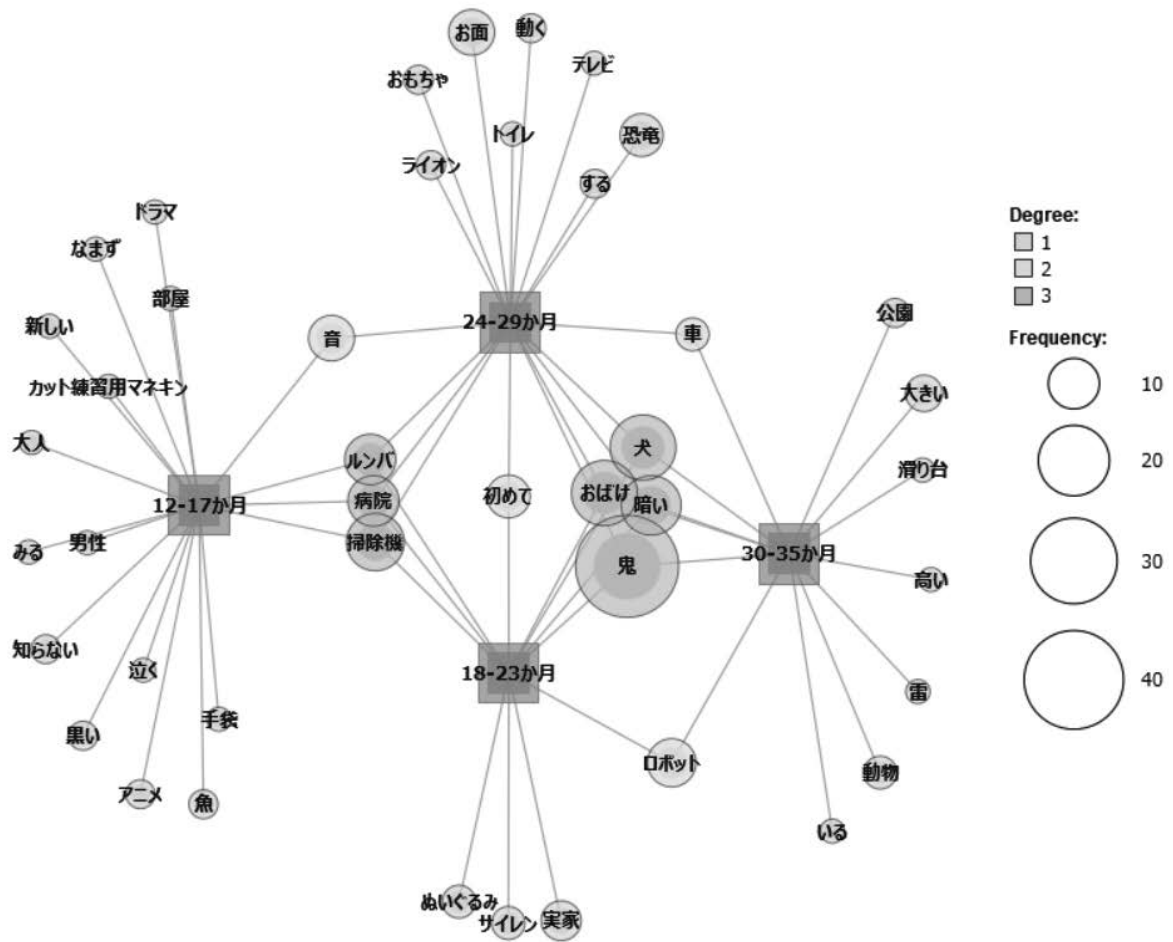 お面
動く
テレビ
おもちゃ
トイレ
恐竜
ライオン
する
ドラマ
なまず
部屋
新しい
音
24-29か月
車
公園
カット練習用マネキン
大きい
大人
犬
ルンバ
滑り台
12-17か月
病院
初めて
おばけ
暗い
みる
男性
掃除機
鬼
30-35か月
高い
知らない
泣く
18-23か月
雷
手袋
黒い
ロボット
動物
アニメ
魚
いる
ぬいぐるみ
サイレン
実家
Degree:
1
2
3
Frequency:
10
20
30
40